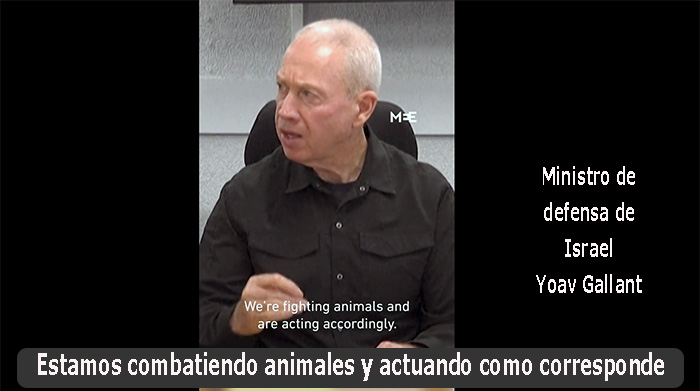 MEE
Ministro de
defensa de
Israel
Yoav Gallant
We're fighting animals and
are acting accordingly.
Estamos combatiendo animales y actuando como corresponde